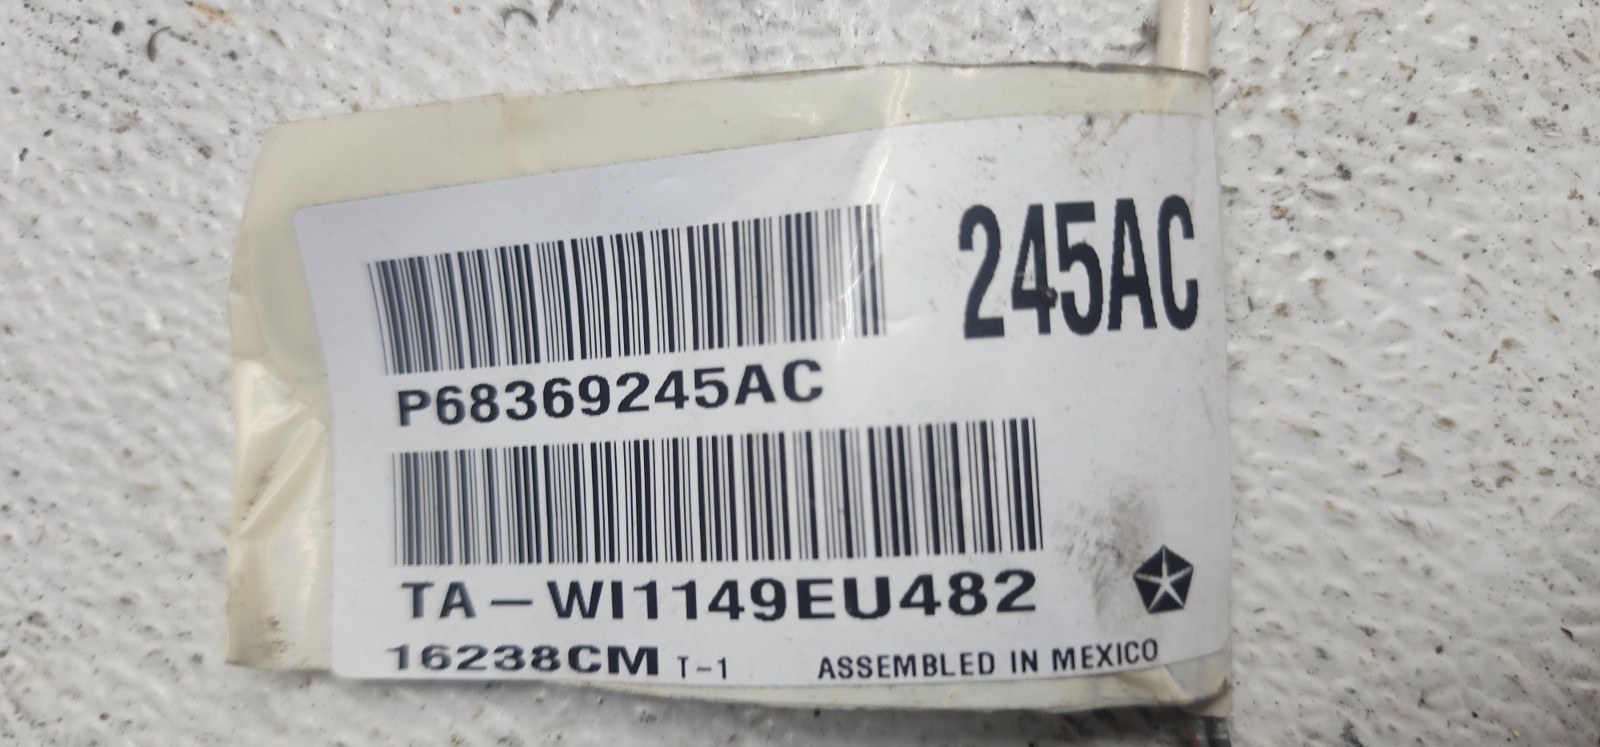 245AC
P68369245AC
TA-WI1149EU482
16238CM T-1 ASSEMBLED IN MEXICO